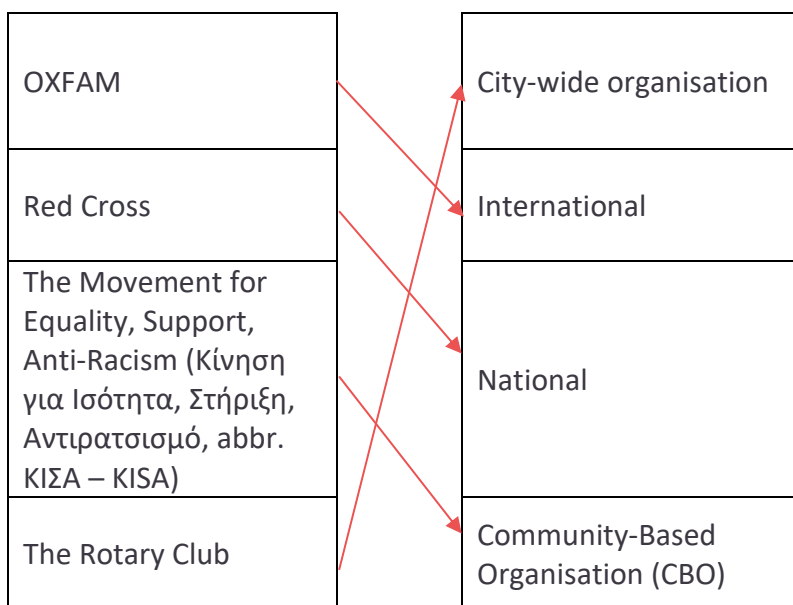 OXFAM
City-wide organisation
Red Cross
International
The Movement for
Equality, Support,
Anti-Racism (Κίνηση
για Ισότητα, Στήριξη,
Αντιρατσισμό, abbr.
ΚΙΣΑ – KISA)
National
The Rotary Club
Community-Based
Organisation (CBO)